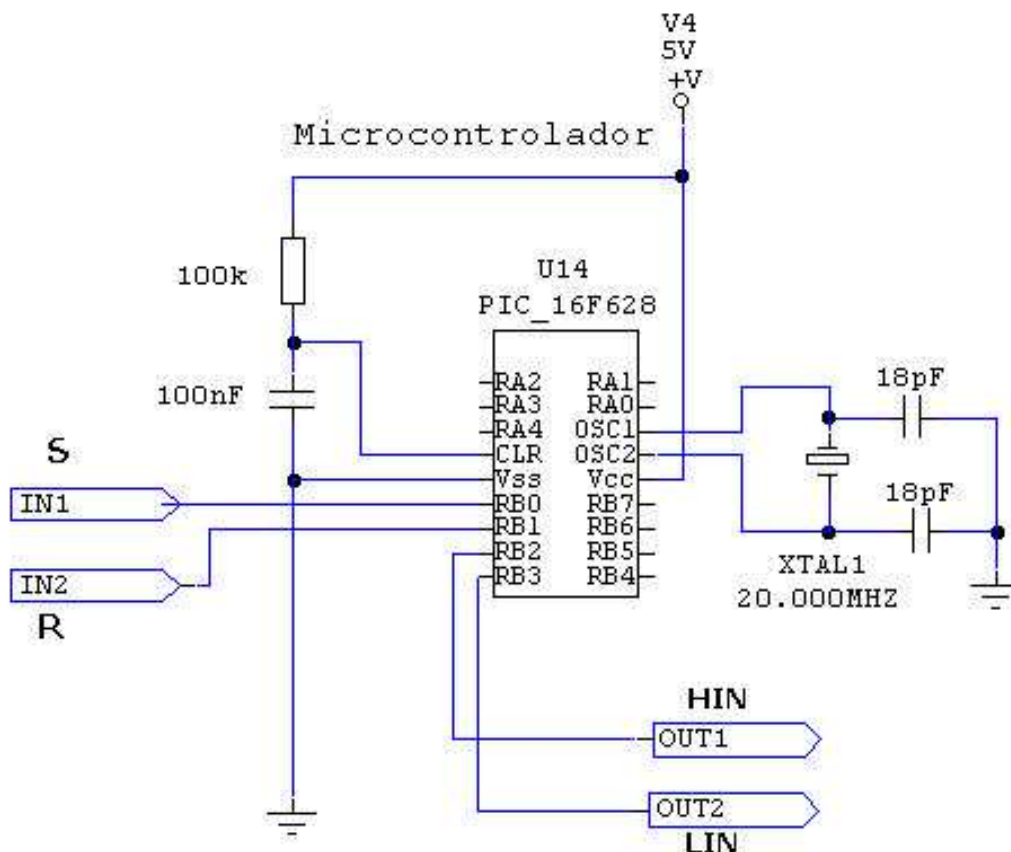 V4
5V
+V
Microcontrolador
100k
100nF
U14
PIC_16F628
RA2
RA3
RA4
CLR
Vss
RB0
RB1
RB2
RB3
RA1
RA0
OSC1
OSC2
Vcc
RB7
RB6
RB5
RB4
18pF
18pF
XTAL1
20.000MHZ
S
IN1
IN2
R
HIN
OUT1
OUT2
LIN